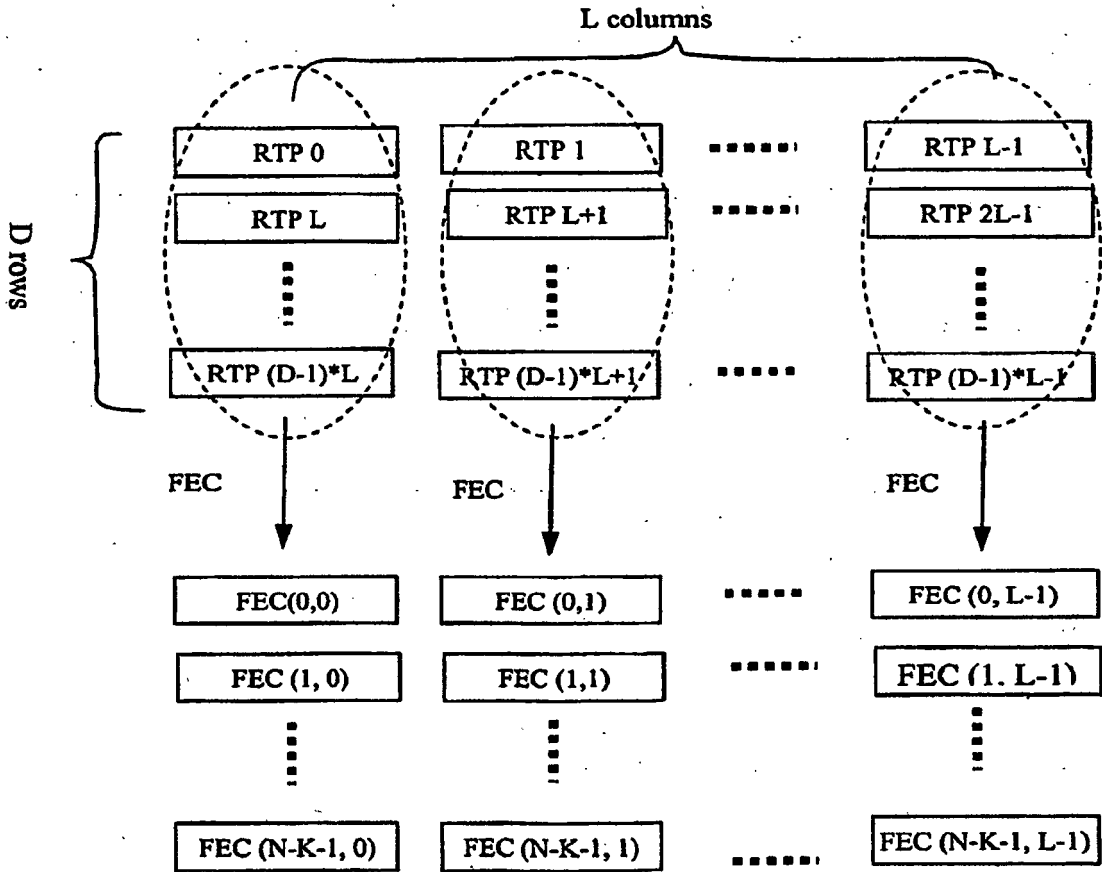 L columns
D rows
RTP 0
RTP 1
RTP L-1
RTP L
RTP L+1
RTP 2L-1
RTP (D-1)*L
RTP (D-1)*L+1
RTP (D-1)*L-1
FEC
FEC
FEC
FEC(0,0)
FEC (0,1)
FEC (0, L-1)
FEC (1, 0)
FEC (1,1)
FEC (1, L-1)
FEC (N-K-1, 0)
FEC (N-K-1, 1)
FEC (N-K-1, L-1)